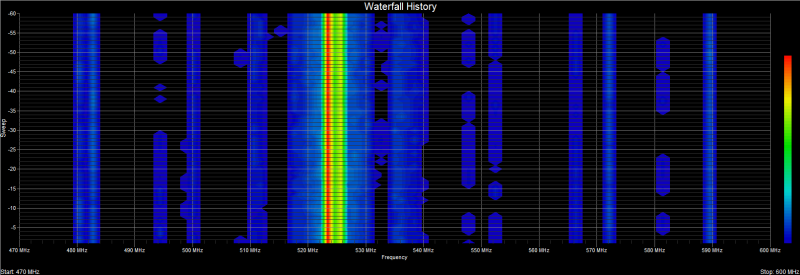 Waterfall History
-60
-55
-50
-45
-40
-35
-30
-25
-20
-15
-10
-5
Sweep
470 MHz 480 MHz 490 MHz 500 MHz 510 MHz 520 MHz 530 MHz 540 MHz 550 MHz 560 MHz 570 MHz 580 MHz 590 MHz 600 MHz
Frequency
Start: 470 MHz Stop: 600 MHz